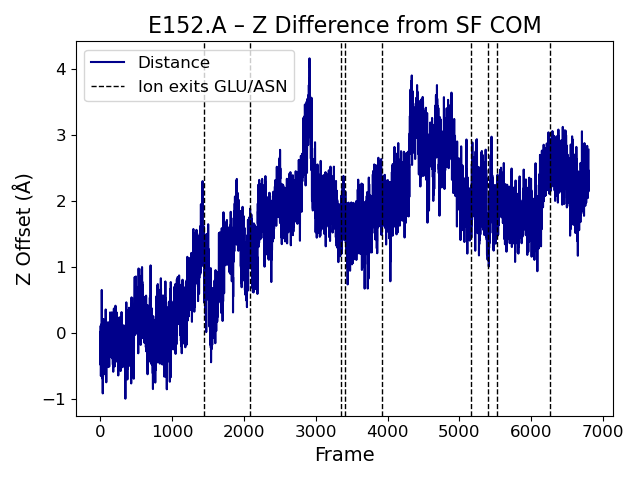 E152.A – Z Difference from SF COM
Distance
Ion exits GLU/ASN
Z Offset (Å)
4
3
2
1
0
−1
0 1000 2000 3000 4000 5000 6000 7000
Frame